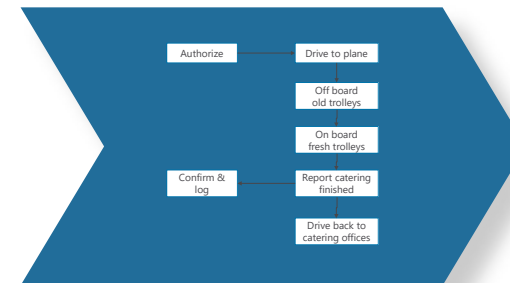 Authorize
Drive to plane
Off board
old trolleys
On board
fresh trolleys
Confirm &
log
Report catering
finished
Drive back to
catering offices